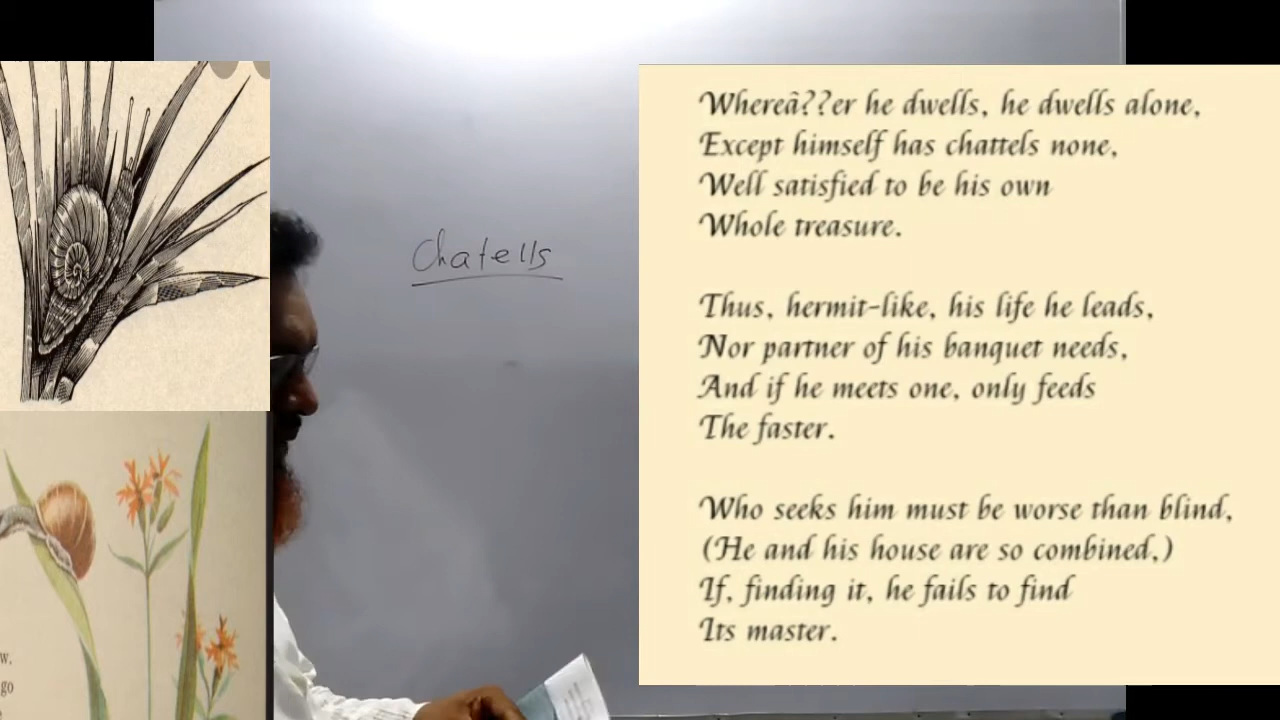 Chatells
Whereâ??er he dwells, he dwells alone,
Except himself has chattels none,
Well satisfied to be his own
Whole treasure.
Thus, hermit-like, his life he leads,
Nor partner of his banquet needs,
And if he meets one, only feeds
The faster.
Who seeks him must be worse than blind,
(He and his house are so combined,)
If, finding it, he fails to find
Its master.
w.
go